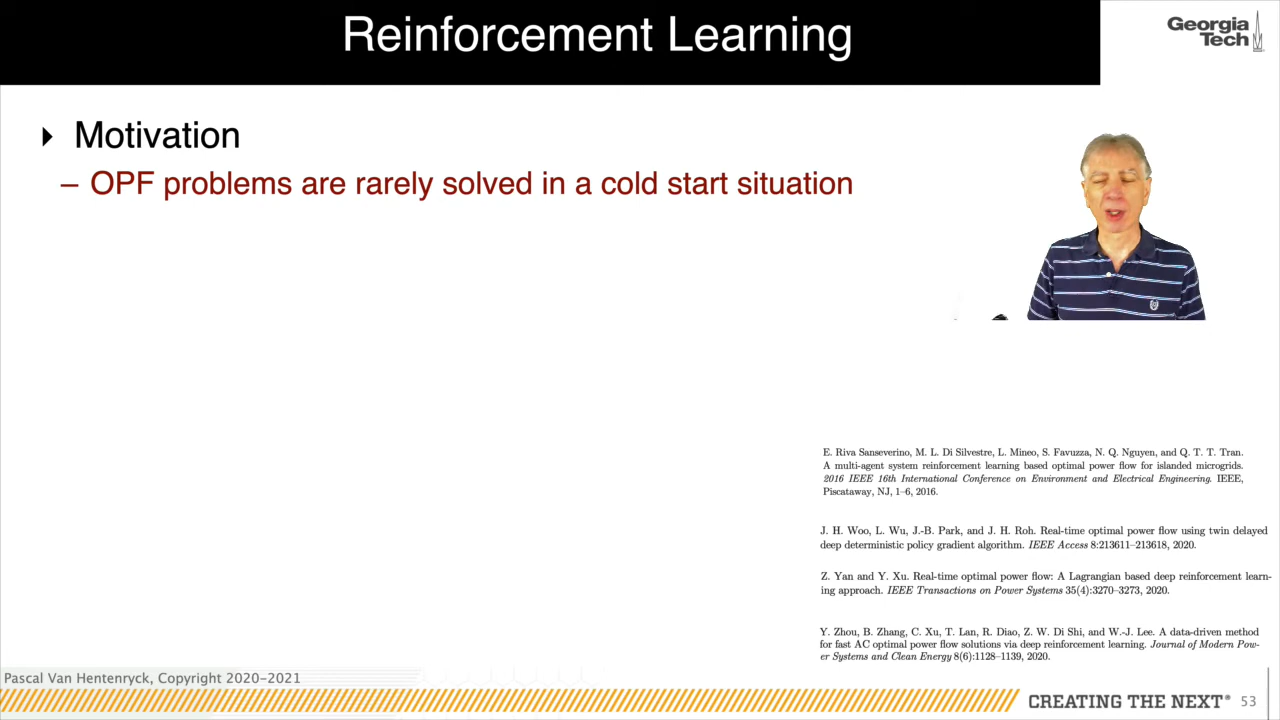 Reinforcement Learning
Georgia
Tech
Motivation
– OPF problems are rarely solved in a cold start situation
E. Riva Sanseverino, M. L. Di Silvestre, L. Mineo, S. Favuzza, N. Q. Nguyen, and Q. T. T. Tran.
A multi-agent system reinforcement learning based optimal power flow for islanded microgrids.
2016 IEEE 16th International Conference on Environment and Electrical Engineering. IEEE,
Piscataway, NJ, 1–6, 2016.
J. H. Woo, L. Wu, J.-B. Park, and J. H. Roh. Real-time optimal power flow using twin delayed
deep deterministic policy gradient algorithm. IEEE Access 8:213611–213618, 2020.
Z. Yan and Y. Xu. Real-time optimal power flow: A Lagrangian based deep reinforcement learn-
ing approach. IEEE Transactions on Power Systems 35(4):3270–3273, 2020.
Y. Zhou, B. Zhang, C. Xu, T. Lan, R. Diao, Z. W. Di Shi, and W.-J. Lee. A data-driven method
for fast AC optimal power flow solutions via deep reinforcement learning. Journal of Modern Pow-
er Systems and Clean Energy 8(6):1128–1139, 2020.
Pascal Van Hentenryck, Copyright 2020–2021
CREATING THE NEXT® 53